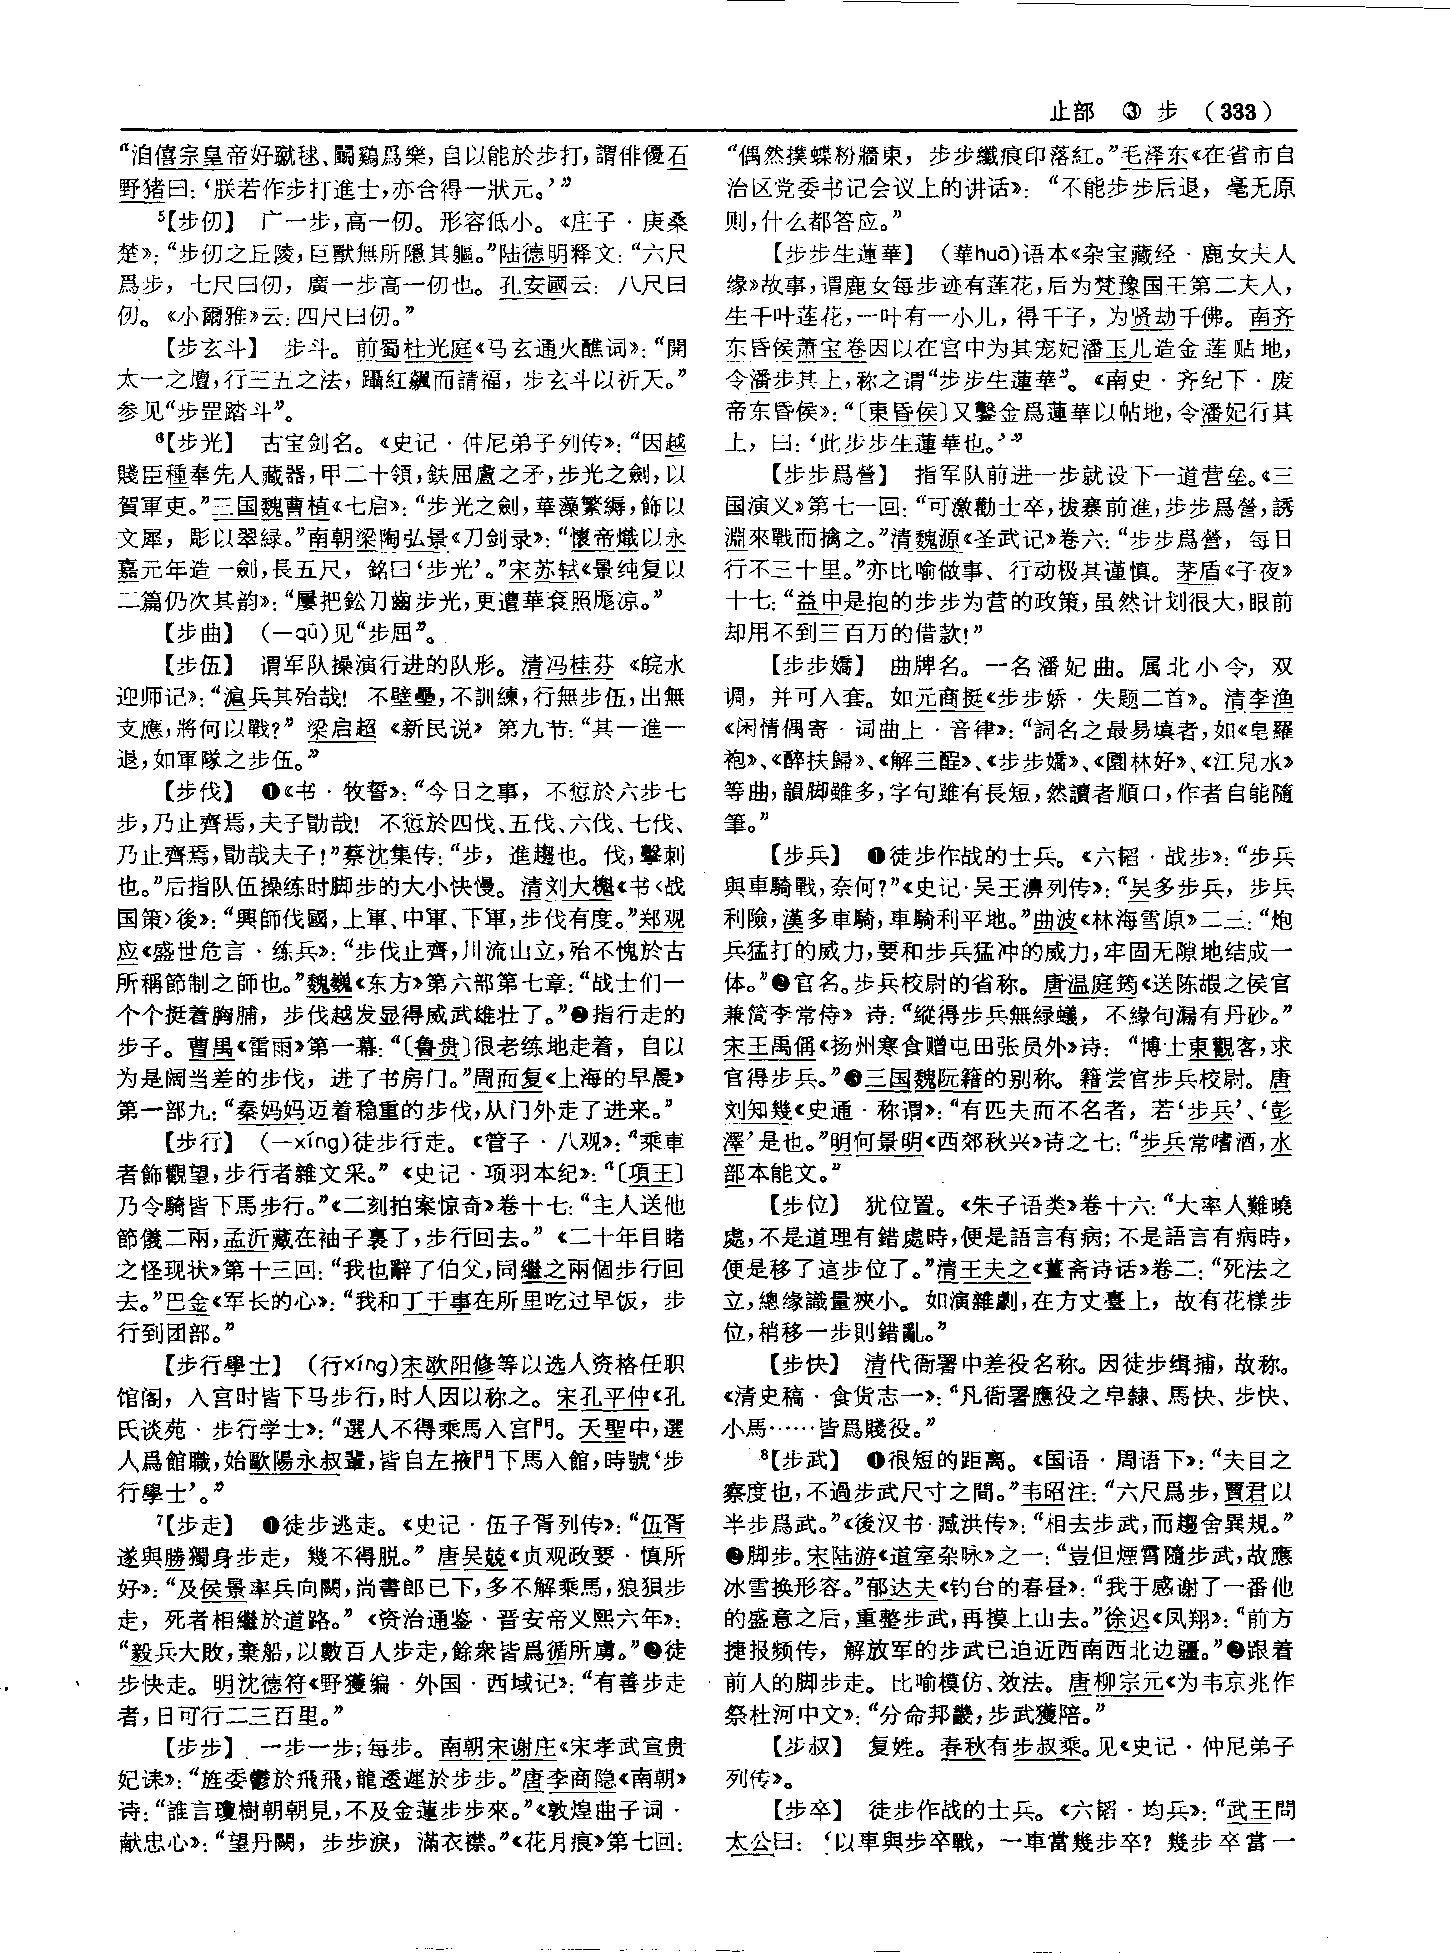 止部 ③ 步 (333)
“洎僖宗皇帝好蹴毬、鬬鷄爲樂，自以能於步打，謂俳優石
野猪曰：‘朕若作步打進士，亦合得一狀元。’”
⁵【步仞】 广一步，高一仞。形容低小。《庄子·庚桑
楚》：“步仞之丘陵，巨獸無所隱其軀。”陆德明释文：“六尺
爲步，七尺曰仞，廣一步高一仞也。孔安國云：八尺曰
仞。《小爾雅》云：四尺曰仞。”
【步玄斗】 步斗。前蜀杜光庭《马玄通火醮词》：“開
太一之壇，行三五之法，躡紅飆而請福，步玄斗以祈天。”
参见“步罡踏斗”。
⁶【步光】 古宝剑名。《史记·仲尼弟子列传》：“因越
賤臣種奉先人藏器，甲二十領，鈇屈盧之矛，步光之劍，以
賀軍吏。”三国魏曹植《七启》：“步光之劍，華藻繁縟，飾以
文犀，彫以翠緑。”南朝梁陶弘景《刀剑录》：“懷帝熾以永
嘉元年造一劍，長五尺，銘曰‘步光’。”宋苏轼《景纯复以
二篇仍次其韵》：“屢把鉛刀齒步光，更遭華衮照厖凉。”
【步曲】 (—qū)见“步屈”。
【步伍】 谓军队操演行进的队形。清冯桂芬《皖水
迎师记》：“滬兵其殆哉！不壁壘，不訓練，行無步伍，出無
支應，將何以戰？”梁启超《新民说》第九节：“其一進一
退，如軍隊之步伍。”
【步伐】 ❶《书·牧誓》：“今日之事，不愆於六步七
步，乃止齊焉，夫子勖哉！不愆於四伐、五伐、六伐、七伐、
乃止齊焉，勖哉夫子！”蔡沈集传：“步，進趨也。伐，擊刺
也。”后指队伍操练时脚步的大小快慢。清刘大櫆《书〈战
国策〉後》：“興師伐國，上軍、中軍、下軍，步伐有度。”郑观
应《盛世危言·练兵》：“步伐止齊，川流山立，殆不愧於古
所稱節制之師也。”魏巍《东方》第六部第七章：“战士们一
个个挺着胸脯，步伐越发显得威武雄壮了。”❷指行走的
步子。曹禺《雷雨》第一幕：“〔鲁贵〕很老练地走着，自以
为是阔当差的步伐，进了书房门。”周而复《上海的早晨》
第一部九：“秦妈妈迈着稳重的步伐，从门外走了进来。”
【步行】 (—xíng)徒步行走。《管子·八观》：“乘車
者飾觀望，步行者雜文采。”《史记·项羽本纪》：“〔項王〕
乃令騎皆下馬步行。”《二刻拍案惊奇》卷十七：“主人送他
節儀二兩，孟沂藏在袖子裏了，步行回去。”《二十年目睹
之怪现状》第十三回：“我也辭了伯父，同繼之兩個步行回
去。”巴金《军长的心》：“我和丁干事在所里吃过早饭，步
行到团部。”
【步行學士】 (行xíng)宋欧阳修等以选人资格任职
馆阁，入宫时皆下马步行，时人因以称之。宋孔平仲《孔
氏谈苑·步行学士》：“選人不得乘馬入宫門。天聖中，選
人爲館職，始歐陽永叔輩，皆自左掖門下馬入館，時號‘步
行學士’。”
⁷【步走】 ❶徒步逃走。《史记·伍子胥列传》：“伍胥
遂與勝獨身步走，幾不得脱。”唐吴兢《贞观政要·慎所
好》：“及侯景率兵向闕，尚書郎已下，多不解乘馬，狼狽步
走，死者相繼於道路。”《资治通鉴·晋安帝义熙六年》：
“毅兵大敗，棄船，以數百人步走，餘衆皆爲循所虜。”❷徒
步快走。明沈德符《野獲编·外国·西域记》：“有善步走
者，日可行二三百里。”
【步步】 一步一步；每步。南朝宋谢庄《宋孝武宣贵
妃诔》：“旌委鬱於飛飛，龍逶遲於步步。”唐李商隐《南朝》
诗：“誰言瓊樹朝朝見，不及金蓮步步來。”《敦煌曲子词·
献忠心》：“望丹闕，步步淚，滿衣襟。”《花月痕》第七回：
“偶然撲蝶粉牆東，步步纖痕印落紅。”毛泽东《在省市自
治区党委书记会议上的讲话》：“不能步步后退，毫无原
则，什么都答应。”
【步步生蓮華】 (華huā)语本《杂宝藏经·鹿女夫人
缘》故事，谓鹿女每步迹有莲花，后为梵豫国王第二夫人，
生千叶莲花，一叶有一小儿，得千子，为贤劫千佛。南齐
东昏侯萧宝卷因以在宫中为其宠妃潘玉儿造金莲贴地，
令潘步其上，称之谓“步步生蓮華”。《南史·齐纪下·废
帝东昏侯》：“〔東昏侯〕又鑿金爲蓮華以帖地，令潘妃行其
上，曰：‘此步步生蓮華也。’”
【步步爲營】 指军队前进一步就设下一道营垒。《三
国演义》第七十一回：“可激勸士卒，拔寨前進，步步爲營，誘
淵來戰而擒之。”清魏源《圣武记》卷六：“步步爲營，每日
行不三十里。”亦比喻做事、行动极其谨慎。茅盾《子夜》
十七：“益中是抱的步步为营的政策，虽然计划很大，眼前
却用不到三百万的借款！”
【步步嬌】 曲牌名。一名潘妃曲。属北小令，双
调，并可入套。如元商挺《步步娇·失题二首》。清李渔
《闲情偶寄·词曲上·音律》：“詞名之最易填者，如《皂羅
袍》、《醉扶歸》、《解三酲》、《步步嬌》、《園林好》、《江兒水》
等曲，韻脚雖多，字句雖有長短，然讀者順口，作者自能隨
筆。”
【步兵】 ❶徒步作战的士兵。《六韬·战步》：“步兵
與車騎戰，奈何？”《史记·吴王濞列传》：“吴多步兵，步兵
利險，漢多車騎，車騎利平地。”曲波《林海雪原》二三：“炮
兵猛打的威力，要和步兵猛冲的威力，牢固无隙地结成一
体。”❷官名。步兵校尉的省称。唐温庭筠《送陈嘏之侯官
兼简李常侍》诗：“縱得步兵無緑蟻，不緣句漏有丹砂。”
宋王禹偁《扬州寒食赠屯田张员外》诗：“博士東觀客，求
官得步兵。”❸三国魏阮籍的别称。籍尝官步兵校尉。唐
刘知幾《史通·称谓》：“有匹夫而不名者，若‘步兵’、‘彭
澤’是也。”明何景明《西郊秋兴》诗之七：“步兵常嗜酒，水
部本能文。”
【步位】 犹位置。《朱子语类》卷十六：“大率人難曉
處，不是道理有錯處時，便是語言有病；不是語言有病時，
便是移了這步位了。”清王夫之《薑斋诗话》卷二：“死法之
立，總缘識量狹小。如演雜劇，在方丈臺上，故有花樣步
位，稍移一步則錯亂。”
【步快】 清代衙署中差役名称。因徒步缉捕，故称。
《清史稿·食货志一》：“凡衙署應役之皁隸、馬快、步快、
小馬……皆爲賤役。”
⁸【步武】 ❶很短的距离。《国语·周语下》：“夫目之
察度也，不過步武尺寸之間。”韦昭注：“六尺爲步，賈君以
半步爲武。”《後汉书·臧洪传》：“相去步武，而趨舍異規。”
❷脚步。宋陆游《道室杂咏》之一：“豈但煙霄隨步武，故應
冰雪换形容。”郁达夫《钓台的春昼》：“我于感谢了一番他
的盛意之后，重整步武，再摸上山去。”徐迟《凤翔》：“前方
捷报频传，解放军的步武已迫近西南西北边疆。”❷跟着
前人的脚步走。比喻模仿、效法。唐柳宗元《为韦京兆作
祭杜河中文》：“分命邦畿，步武獲陪。”
【步叔】 复姓。春秋有步叔乘。见《史记·仲尼弟子
列传》。
【步卒】 徒步作战的士兵。《六韬·均兵》：“武王問
太公曰：‘以車與步卒戰，一車當幾步卒？幾步卒當一